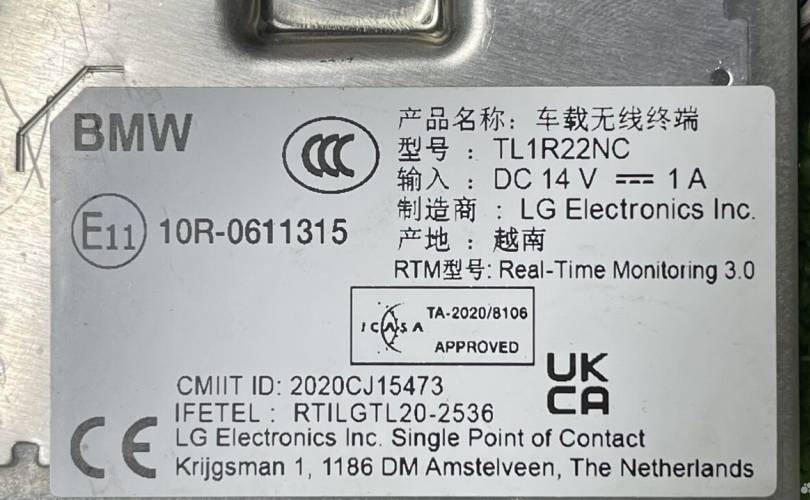 BMW
CCC
产品名称：车载无线终端
型号：TL1R22NC
输入：DC 14 V ⎓ 1 A
制造商：LG Electronics Inc.
产地：越南
E11 10R-0611315
RTM型号: Real-Time Monitoring 3.0
ICASA TA-2020/8106
APPROVED
UK
CA
CMIIT ID: 2020CJ15473
IFETEL : RTILGTL20-2536
CE
LG Electronics Inc. Single Point of Contact
Krijgsman 1, 1186 DM Amstelveen, The Netherlands